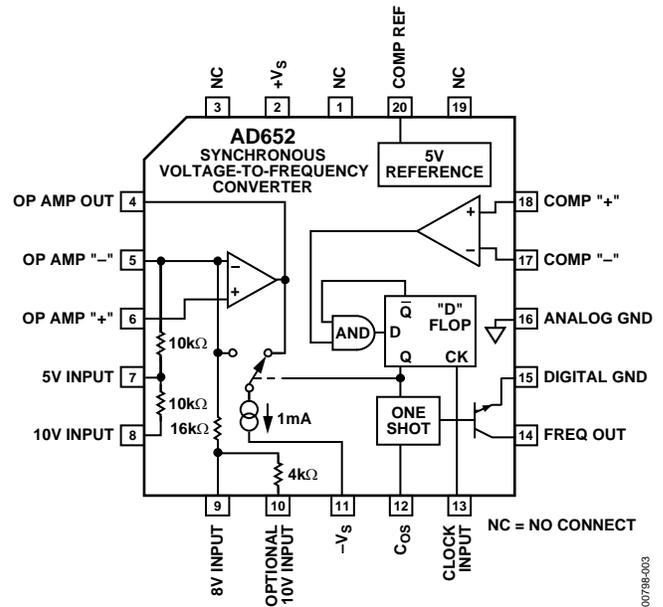 NC
+VS
NC
COMP REF
NC
3
2
1
20
19
AD652
SYNCHRONOUS
VOLTAGE-TO-FREQUENCY
CONVERTER
5V
REFERENCE
OP AMP OUT 4
18 COMP "+"
+
–
OP AMP "–" 5
–
+
17 COMP "–"
OP AMP "+" 6
16 ANALOG GND
Q "D"
FLOP
AND
D
10kΩ
Q CK
5V INPUT 7
15 DIGITAL GND
10kΩ
16kΩ
1mA
ONE
SHOT
10V INPUT 8
14 FREQ OUT
4kΩ
9
10
11
12
13
8V INPUT
OPTIONAL
10V INPUT
–VS
COS
CLOCK
INPUT
NC = NO CONNECT
00798-003